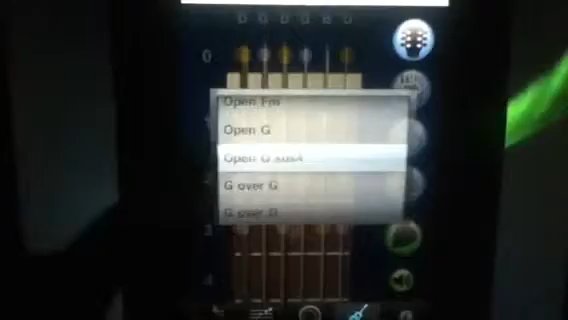 0
Open Fm
Open G
Open G sus4
G over G
G over D
3
4